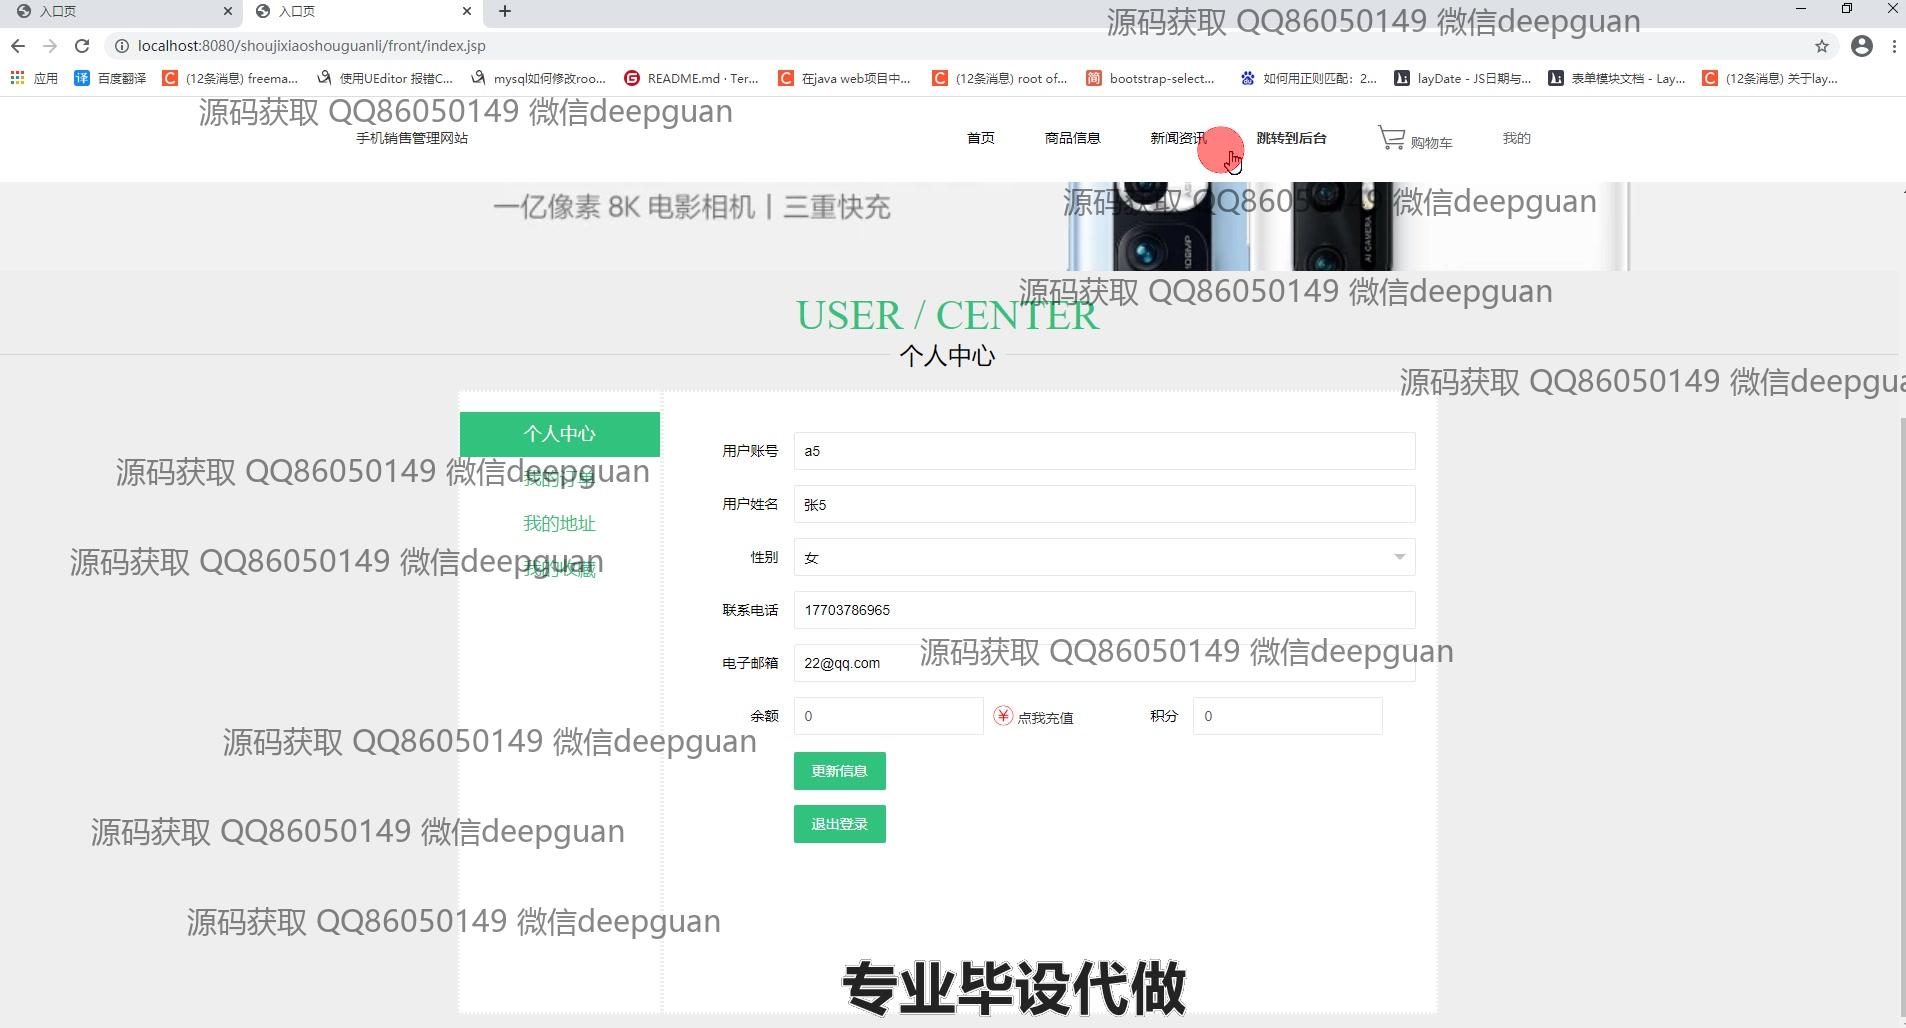 入口页
入口页
源码获取 QQ86050149 微信deepguan
localhost:8080/shoujixiaoshouguanli/front/index.jsp
应用
百度翻译
(12条消息) freema...
使用UEditor 报错C...
mysql如何修改roo...
README.md · Ter...
在java web项目中...
(12条消息) root of...
bootstrap-select...
如何用正则匹配：2...
layDate - JS日期与...
表单模块文档 - Lay...
(12条消息) 关于lay...
源码获取 QQ86050149 微信deepguan
手机销售管理网站
首页
商品信息
新闻资讯
跳转到后台
购物车
我的
一亿像素 8K 电影相机丨三重快充
源码获取 QQ86050149 微信deepguan
AI CAMERA
源码获取 QQ86050149 微信deepguan
USER / CENTER
个人中心
源码获取 QQ86050149 微信deepgua
个人中心
我的订单
我的地址
我的收藏
源码获取 QQ86050149 微信deepguan
源码获取 QQ86050149 微信deepguan
用户账号 a5
用户姓名 张5
性别 女
联系电话 17703786965
电子邮箱 22@qq.com
源码获取 QQ86050149 微信deepguan
余额 0 点我充值 积分 0
源码获取 QQ86050149 微信deepguan
更新信息
退出登录
源码获取 QQ86050149 微信deepguan
源码获取 QQ86050149 微信deepguan
专业毕设代做